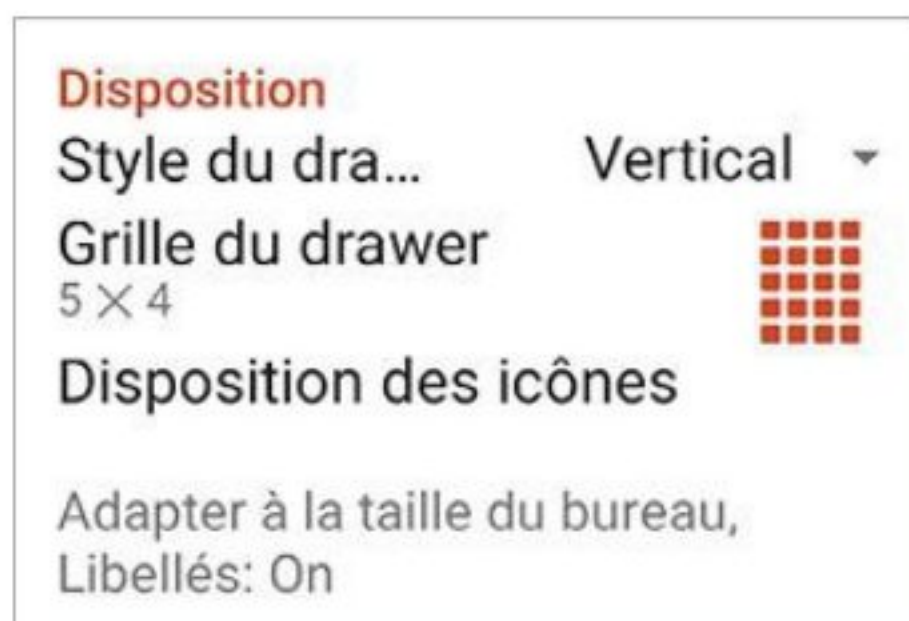 Disposition
Style du dra... Vertical
Grille du drawer
5 X 4
Disposition des icônes
Adapter à la taille du bureau,
Libellés: On